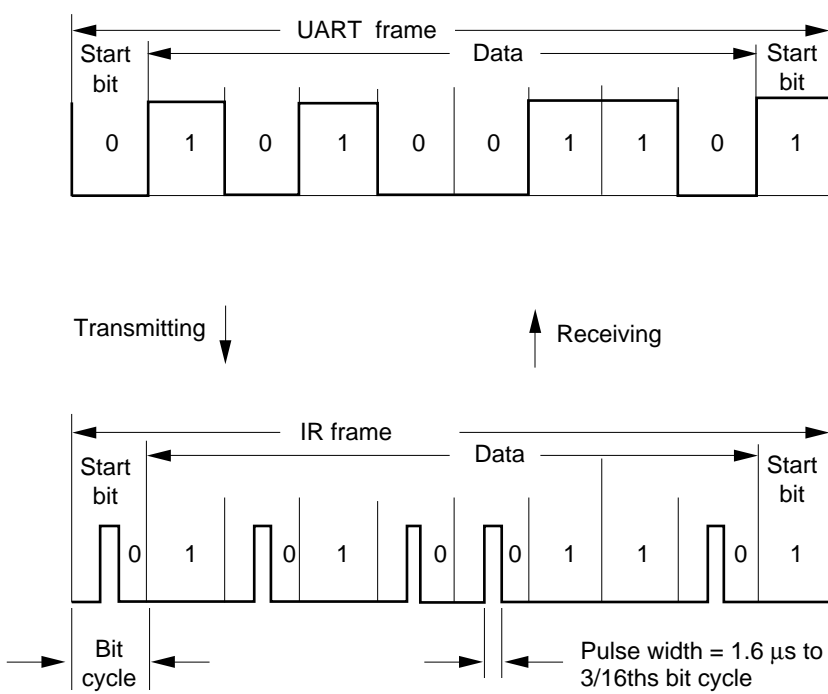 UART frame
Start bit
Data
Start bit
0 1 0 1 0 0 1 1 0 1
Transmitting
Receiving
IR frame
Start bit
Data
Start bit
0 1 0 1 0 0 1 1 0 1
Bit cycle
Pulse width = 1.6 μs to
3/16ths bit cycle